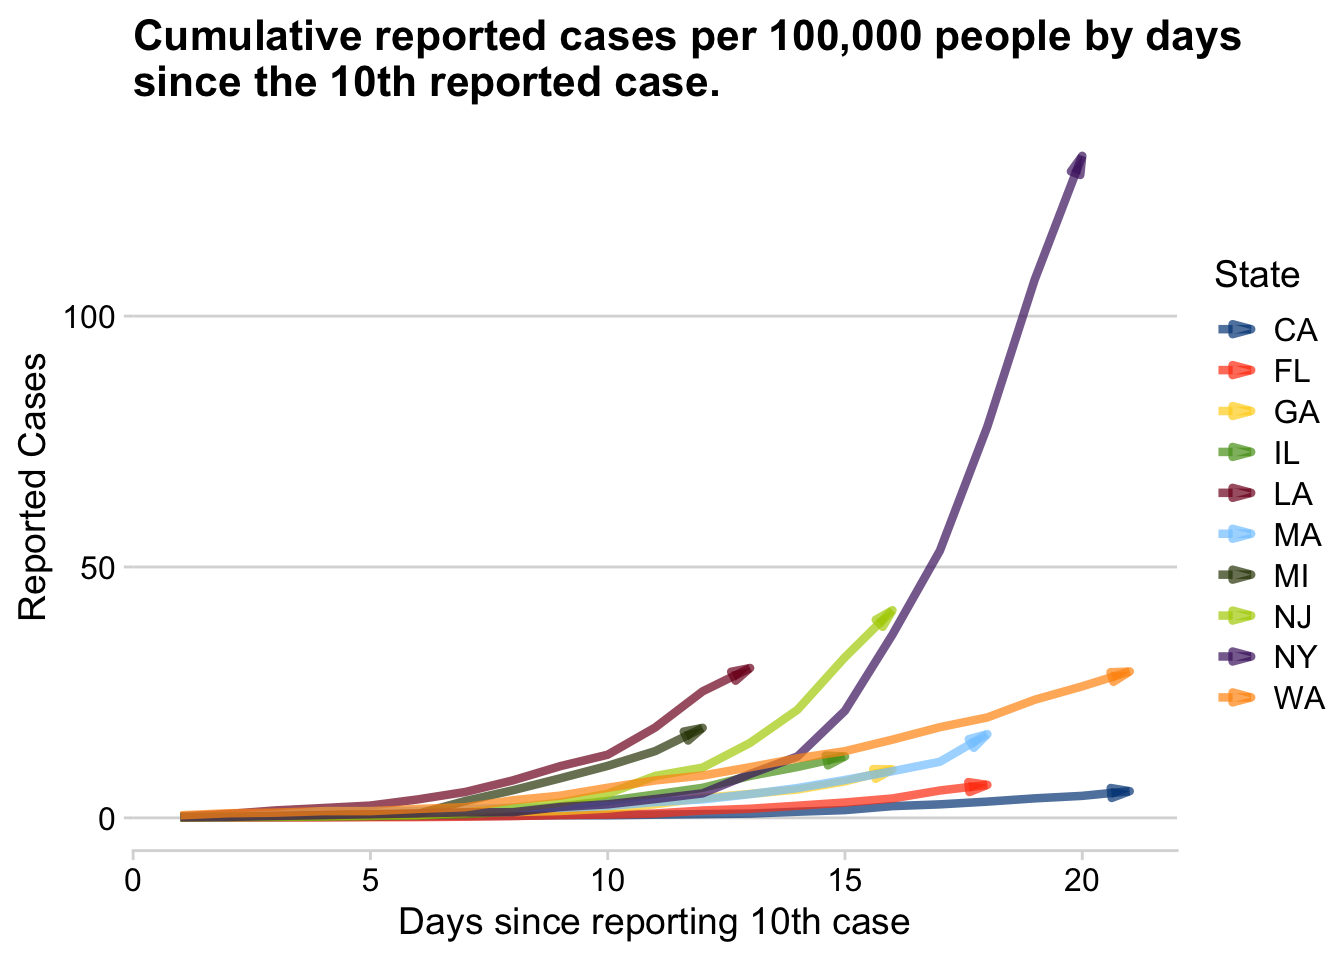 Cumulative reported cases per 100,000 people by days
since the 10th reported case.
Reported Cases
100
50
0
0 5 10 15 20
Days since reporting 10th case
State
CA
FL
GA
IL
LA
MA
MI
NJ
NY
WA